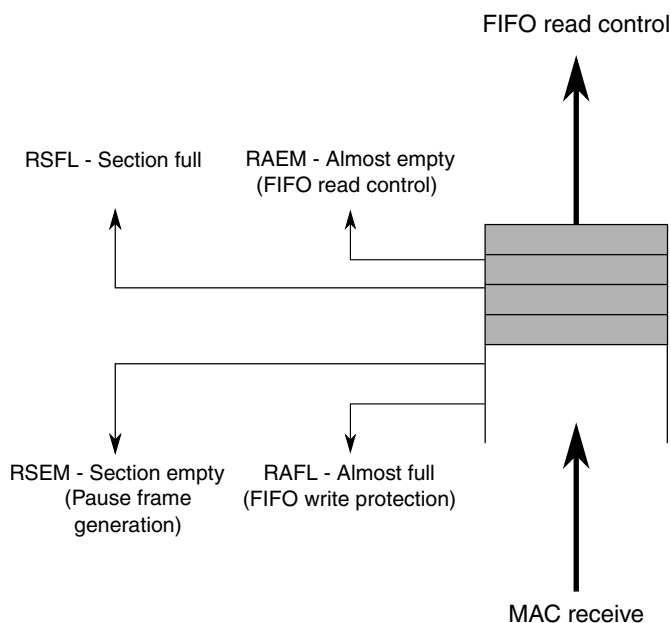 FIFO read control
RSFL - Section full
RAEM - Almost empty
(FIFO read control)
RSEM - Section empty
(Pause frame
generation)
RAFL - Almost full
(FIFO write protection)
MAC receive